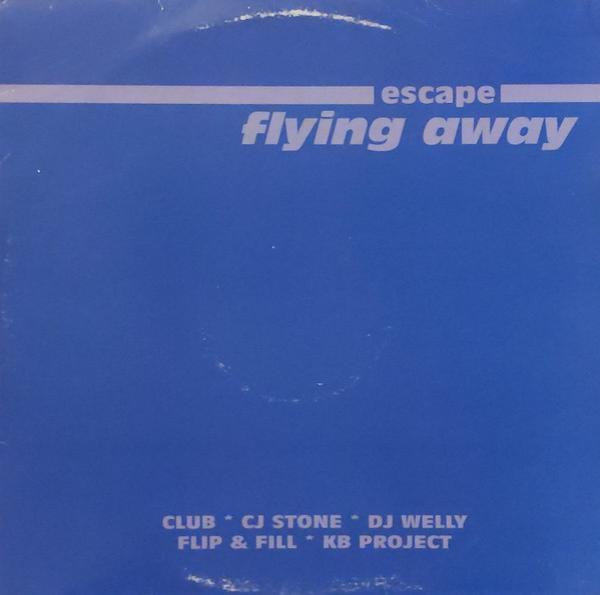 escape
flying away
CLUB * CJ STONE * DJ WELLY
FLIP & FILL * KB PROJECT